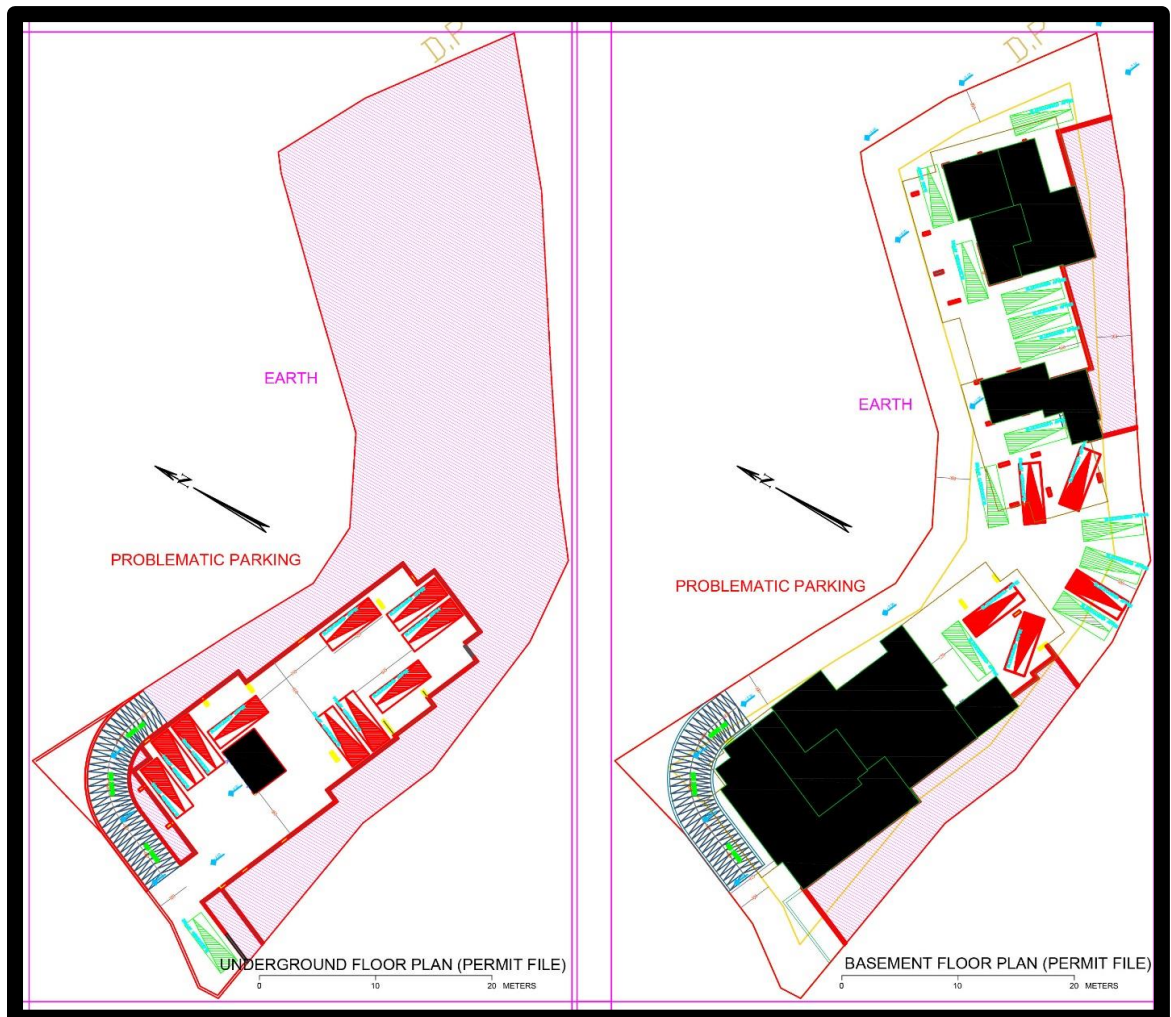 D.P
EARTH
N
PROBLEMATIC PARKING
UNDERGROUND FLOOR PLAN (PERMIT FILE)
0 10 20 METERS
D.P
EARTH
N
PROBLEMATIC PARKING
BASEMENT FLOOR PLAN (PERMIT FILE)
0 10 20 METERS